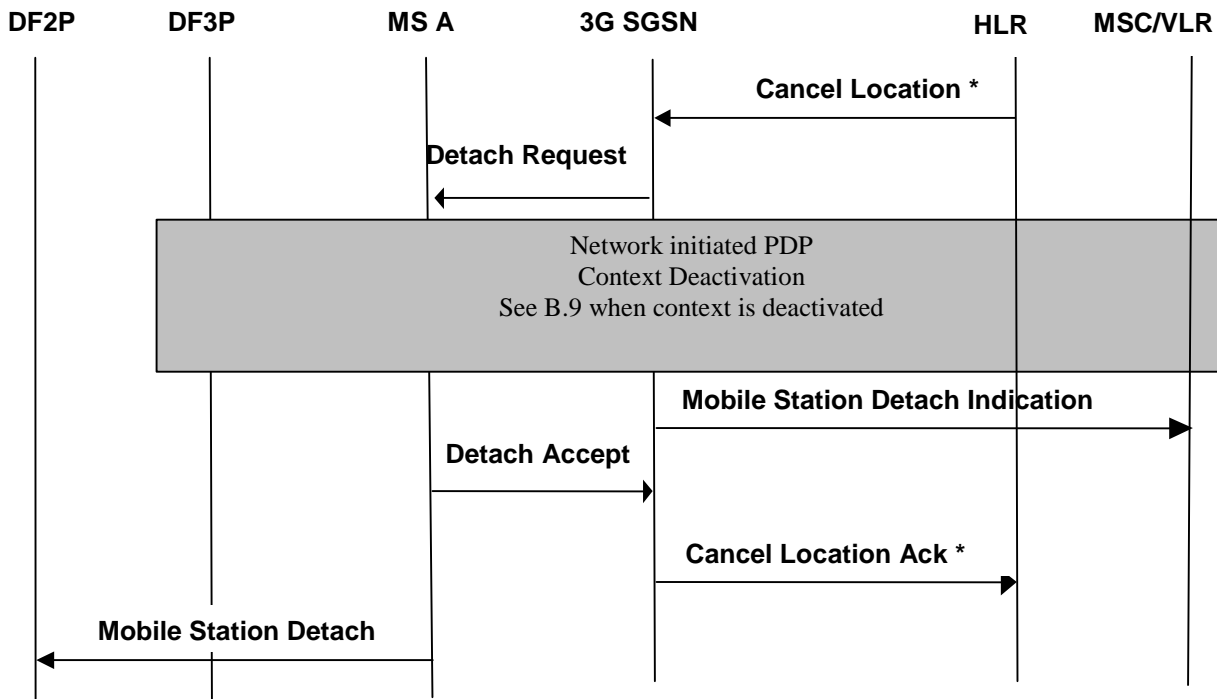 DF2P DF3P MS A 3G SGSN HLR MSC/VLR
Cancel Location *
Detach Request
Network initiated PDP
Context Deactivation
See B.9 when context is deactivated
Mobile Station Detach Indication
Detach Accept
Cancel Location Ack *
Mobile Station Detach